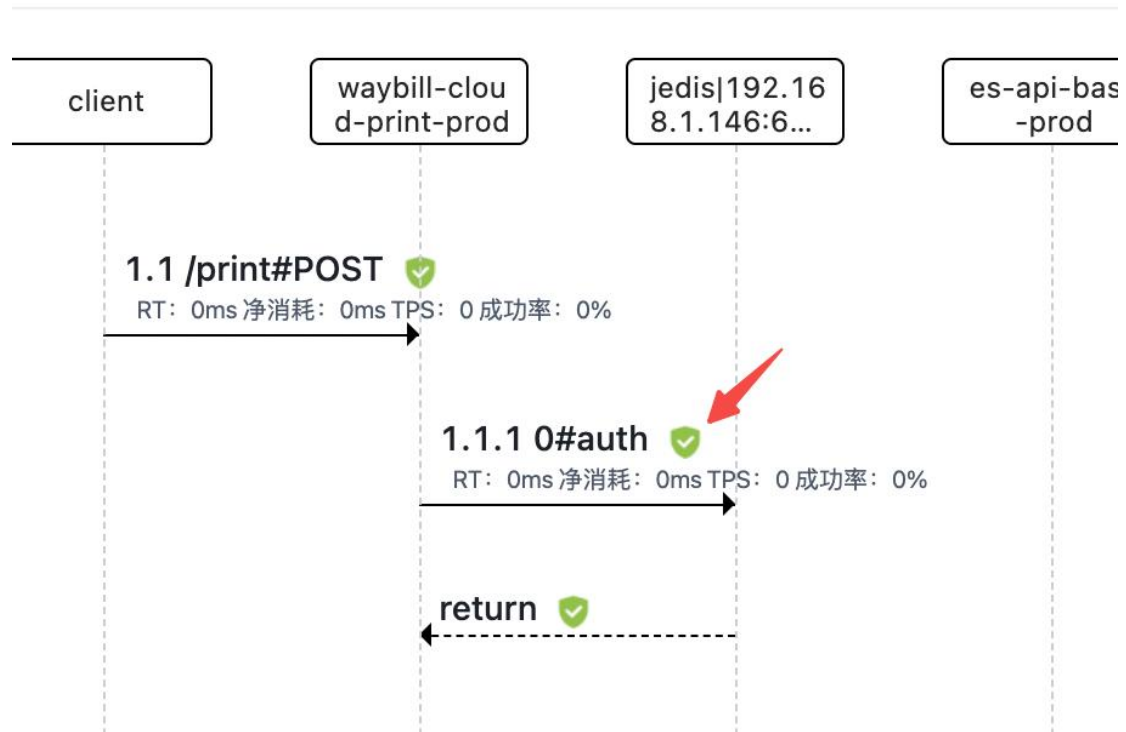 client
waybill-clou
d-print-prod
jedis|192.16
8.1.146:6...
es-api-bas
-prod
1.1 /print#POST
RT：0ms 净消耗：0ms TPS：0 成功率：0%
1.1.1 0#auth
RT：0ms 净消耗：0ms TPS：0 成功率：0%
return